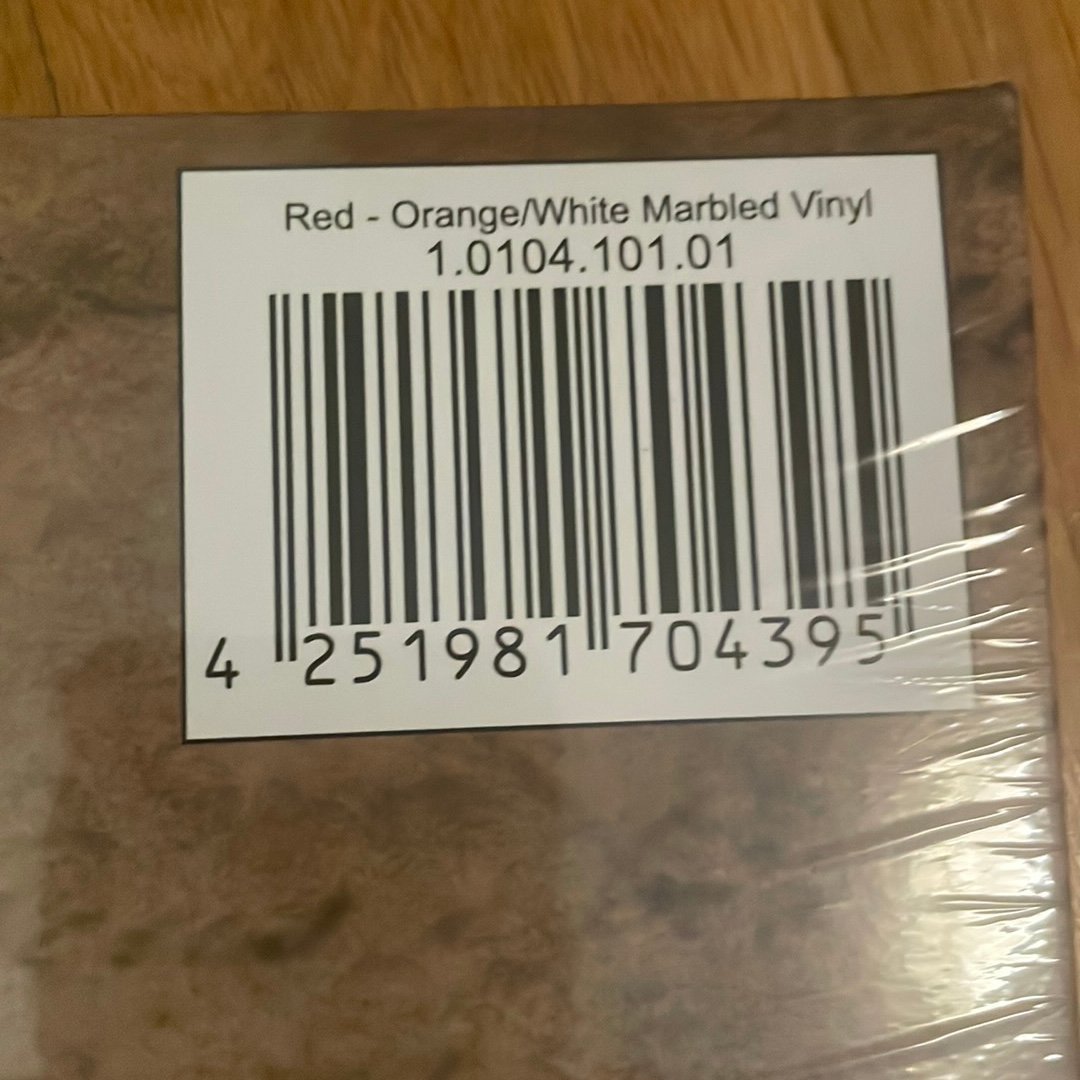 Red - Orange/White Marbled Vinyl
1.0104.101.01
4 251981 704395